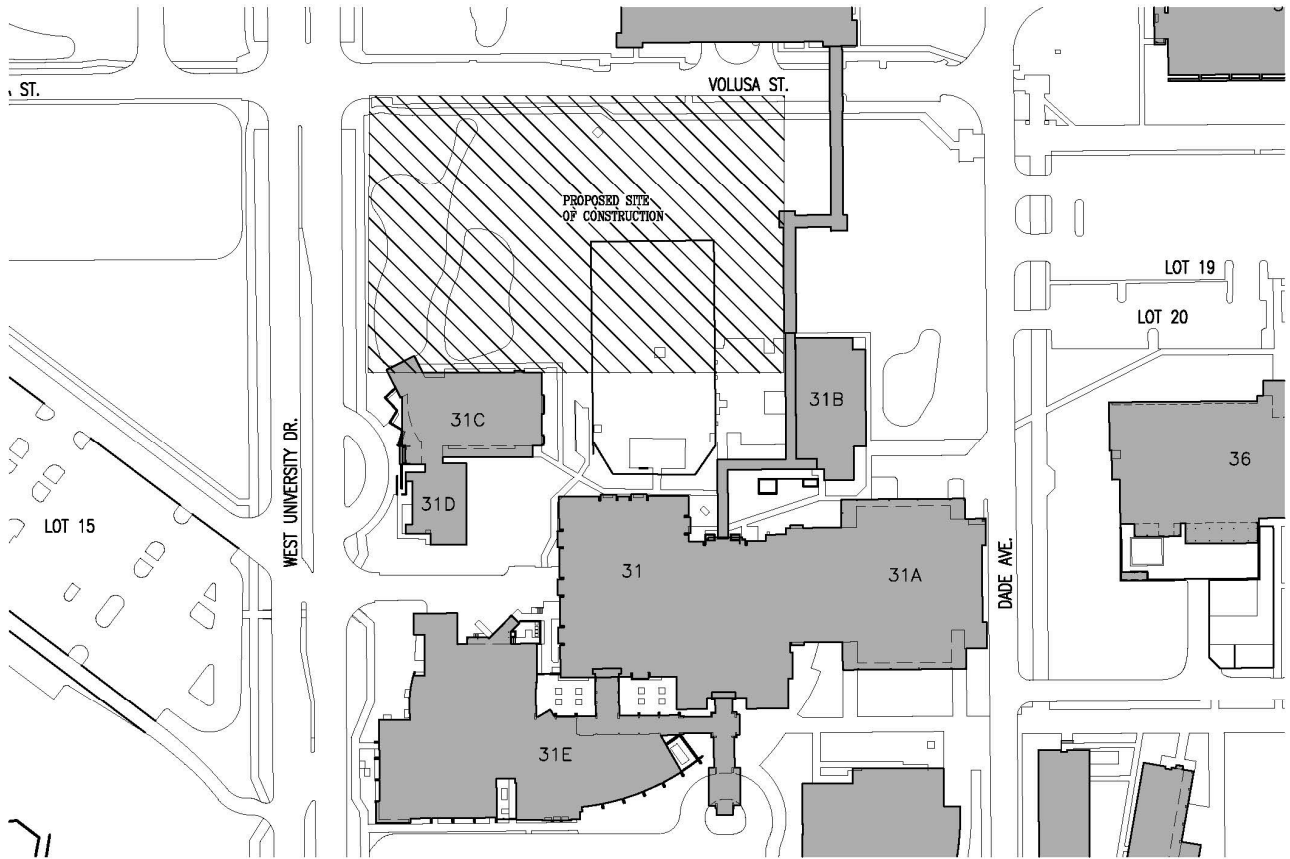 VOLUSA ST.
ST.
PROPOSED SITE
OF CONSTRUCTION
LOT 19
LOT 20
31B
31C
36
31D
LOT 15
WEST UNIVERSITY DR.
31
31A
DADE AVE.
31E